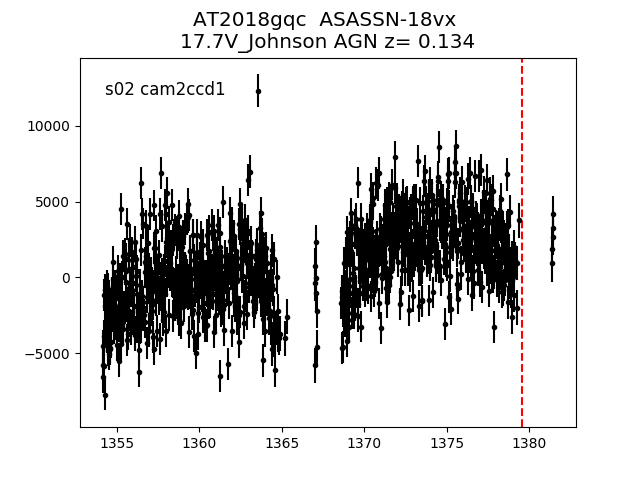 AT2018gqc  ASASSN-18vx
17.7V_Johnson AGN z= 0.134
s02 cam2ccd1
10000
5000
0
−5000
1355 1360 1365 1370 1375 1380